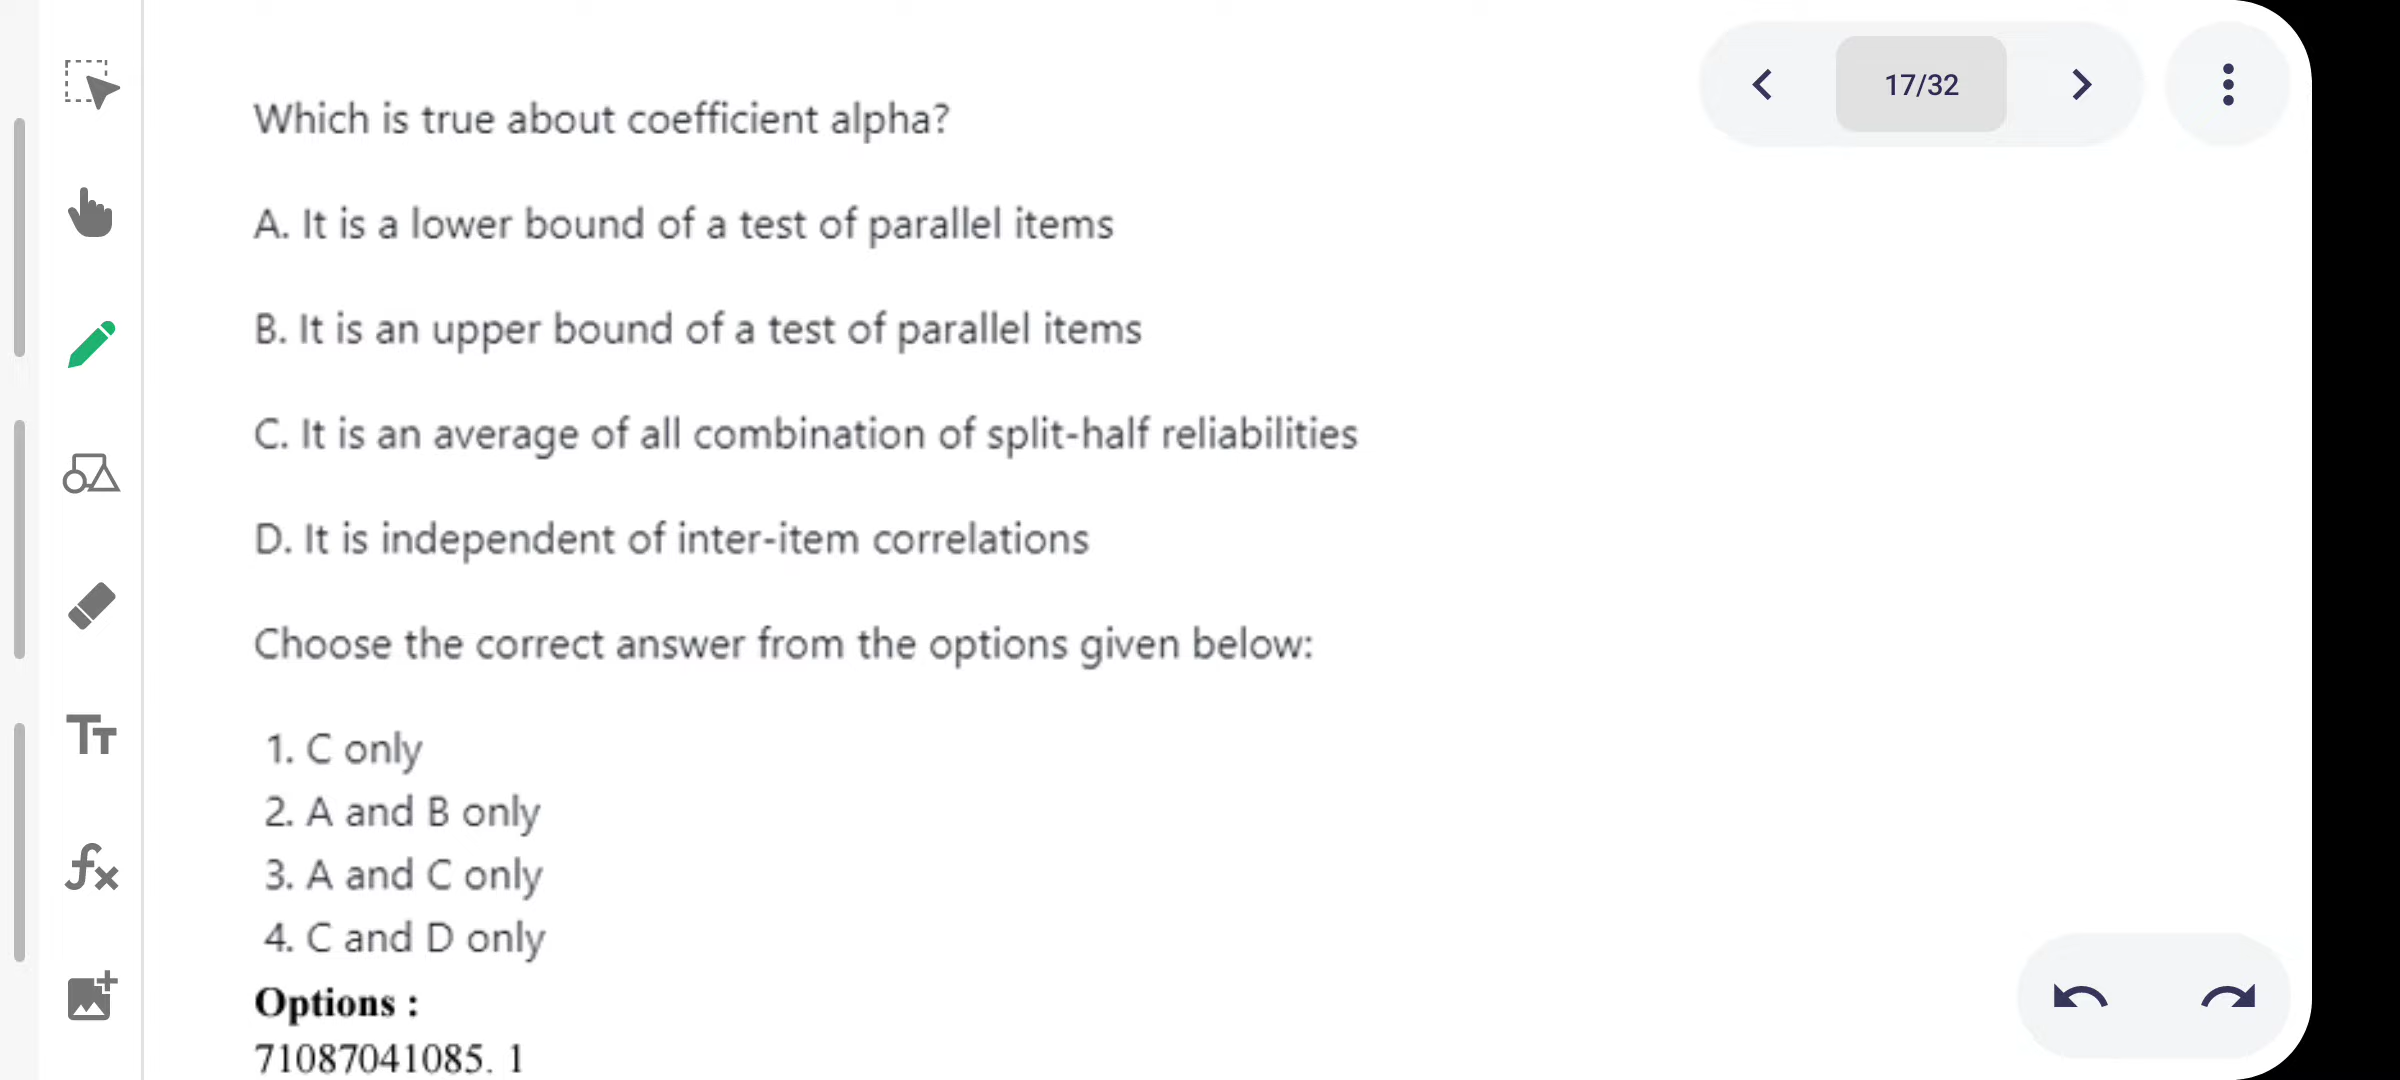 17/32
Which is true about coefficient alpha?
A. It is a lower bound of a test of parallel items
B. It is an upper bound of a test of parallel items
C. It is an average of all combination of split-half reliabilities
D. It is independent of inter-item correlations
Choose the correct answer from the options given below:
1. C only
2. A and B only
3. A and C only
4. C and D only
Options :
71087041085. 1